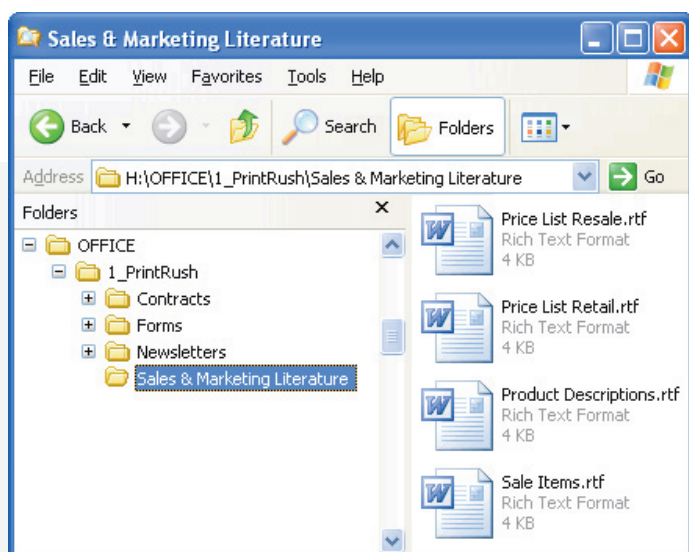 Sales & Marketing Literature
File Edit View Favorites Tools Help
Back Search Folders
Address H:\OFFICE\1_PrintRush\Sales & Marketing Literature Go
Folders
OFFICE
1_PrintRush
Contracts
Forms
Newsletters
Sales & Marketing Literature
Price List Resale.rtf
Rich Text Format
4 KB
Price List Retail.rtf
Rich Text Format
4 KB
Product Descriptions.rtf
Rich Text Format
4 KB
Sale Items.rtf
Rich Text Format
4 KB